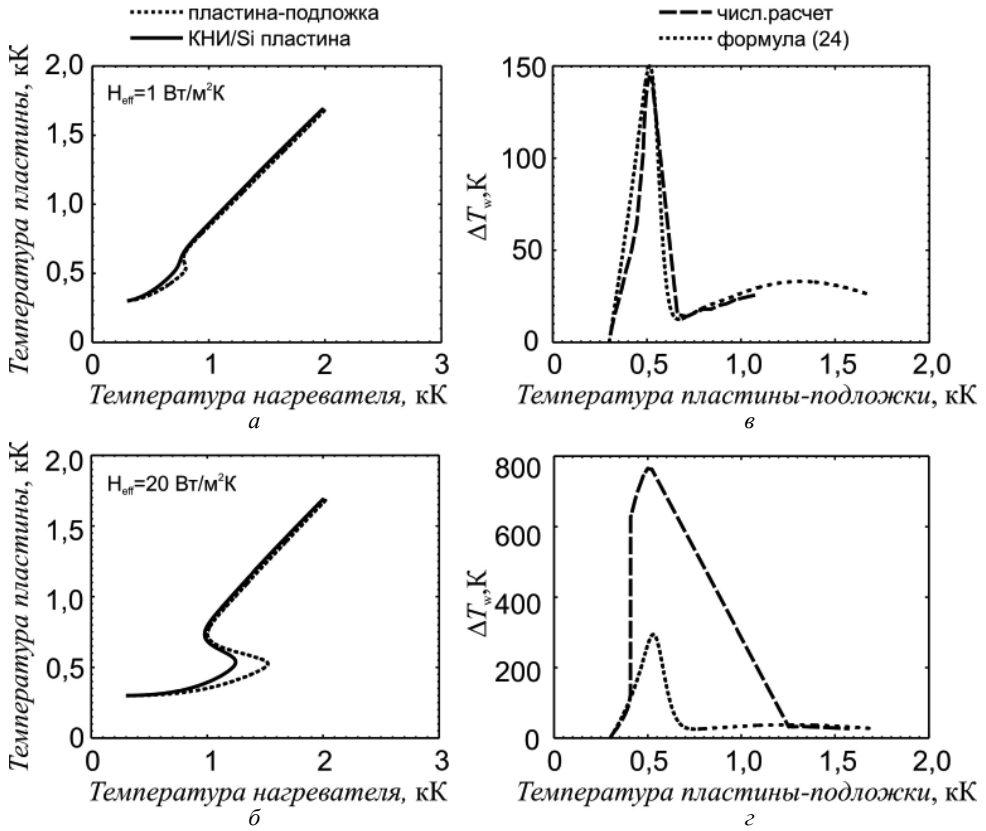 пластина-подложка
КНИ/Si пластина
числ.расчет
формула (24)
Температура пластины, кК
2,0
1,5
1,0
0,5
0
Heff=1 Вт/м²К
0 1 2 3
Температура нагревателя, кК
а
ΔTw,К
150
100
50
0
0 0,5 1,0 1,5 2,0
Температура пластины-подложки, кК
в
Температура пластины, кК
2,0
1,5
1,0
0,5
0
Heff=20 Вт/м²К
0 1 2 3
Температура нагревателя, кК
б
ΔTw,К
800
600
400
200
0
0 0,5 1,0 1,5 2,0
Температура пластины-подложки, кК
г